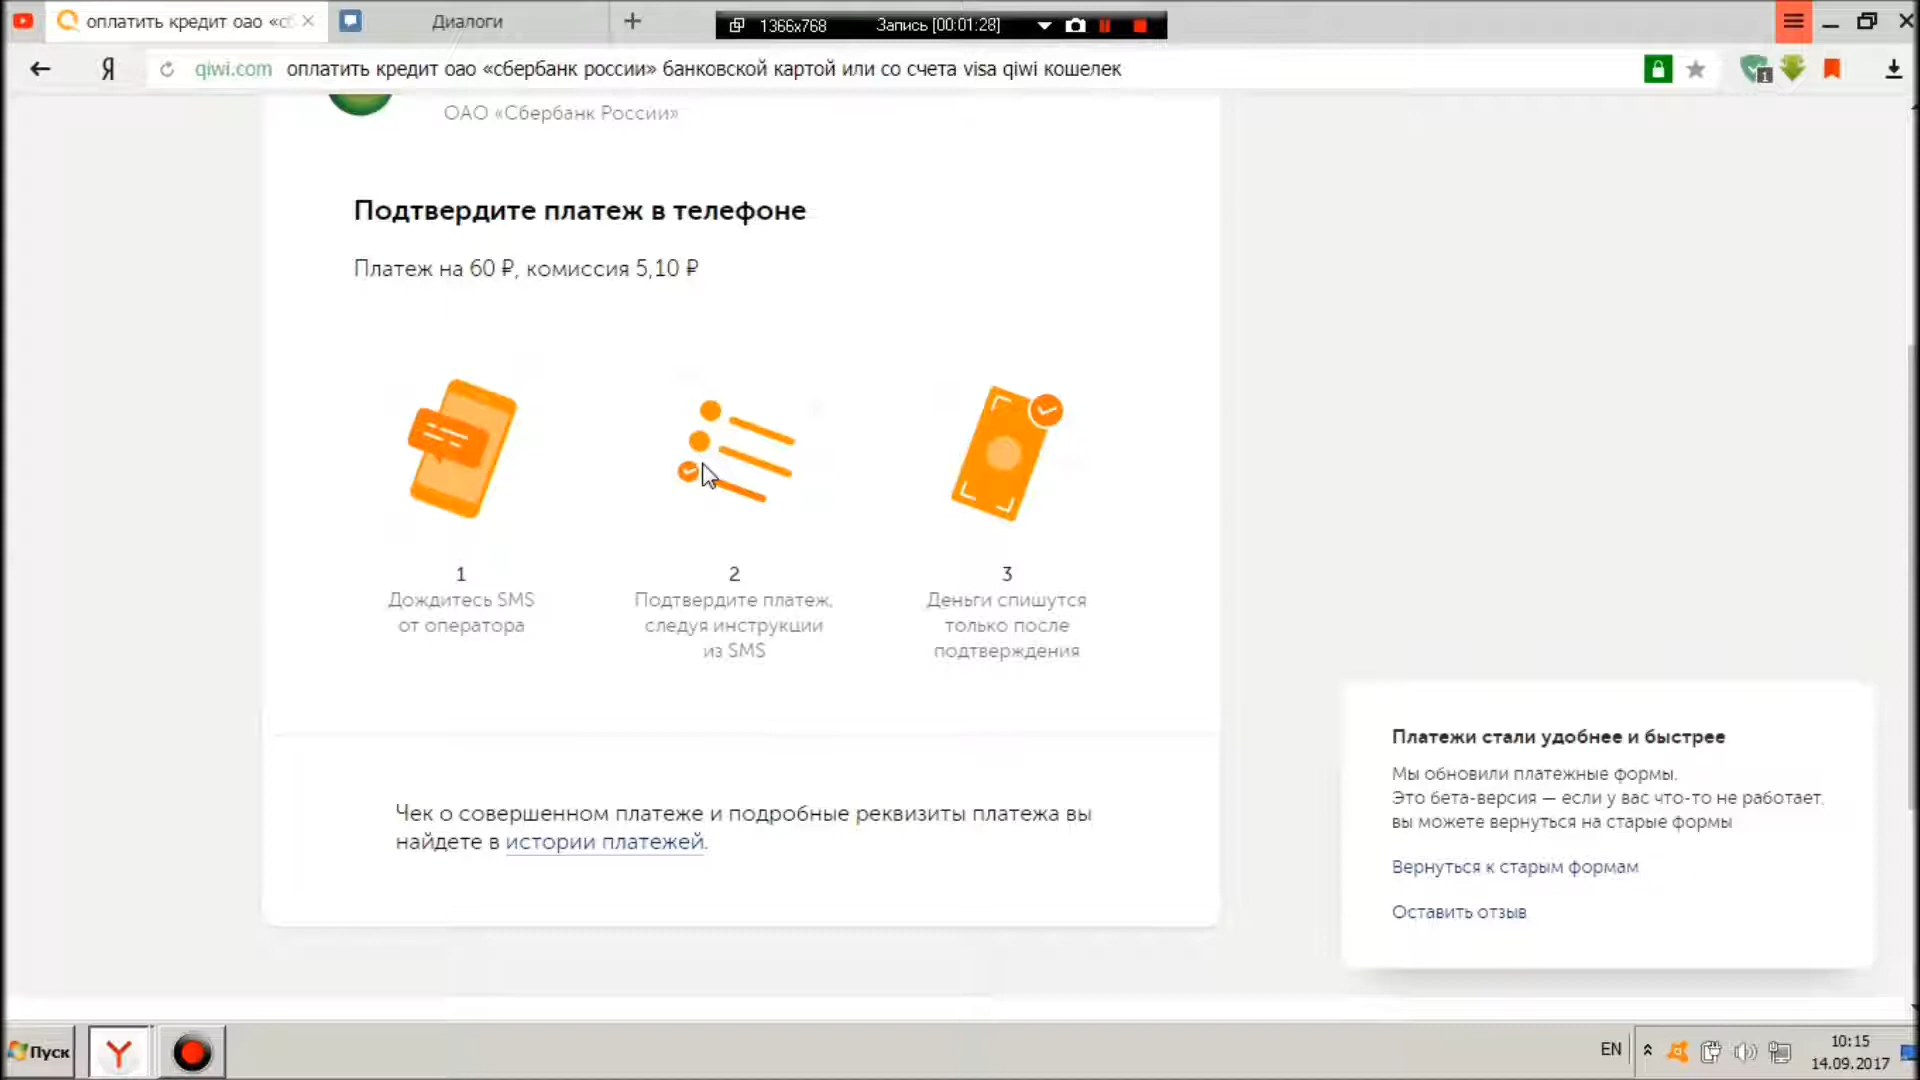 оплатить кредит оао «сб
Диалоги
1366x768
Запись [00:01:28]
Я
qiwi.com оплатить кредит оао «сбербанк россии» банковской картой или со счета visa qiwi кошелек
1
ОАО «Сбербанк России»
Подтвердите платеж в телефоне
Платеж на 60 ₽, комиссия 5,10 ₽
1
Дождитесь SMS
от оператора
2
Подтвердите платеж,
следуя инструкции
из SMS
3
Деньги спишутся
только после
подтверждения
Чек о совершенном платеже и подробные реквизиты платежа вы
найдете в истории платежей.
Платежи стали удобнее и быстрее
Мы обновили платежные формы.
Это бета-версия — если у вас что-то не работает,
вы можете вернуться на старые формы
Вернуться к старым формам
Оставить отзыв
Пуск
EN
10:15
14.09.2017